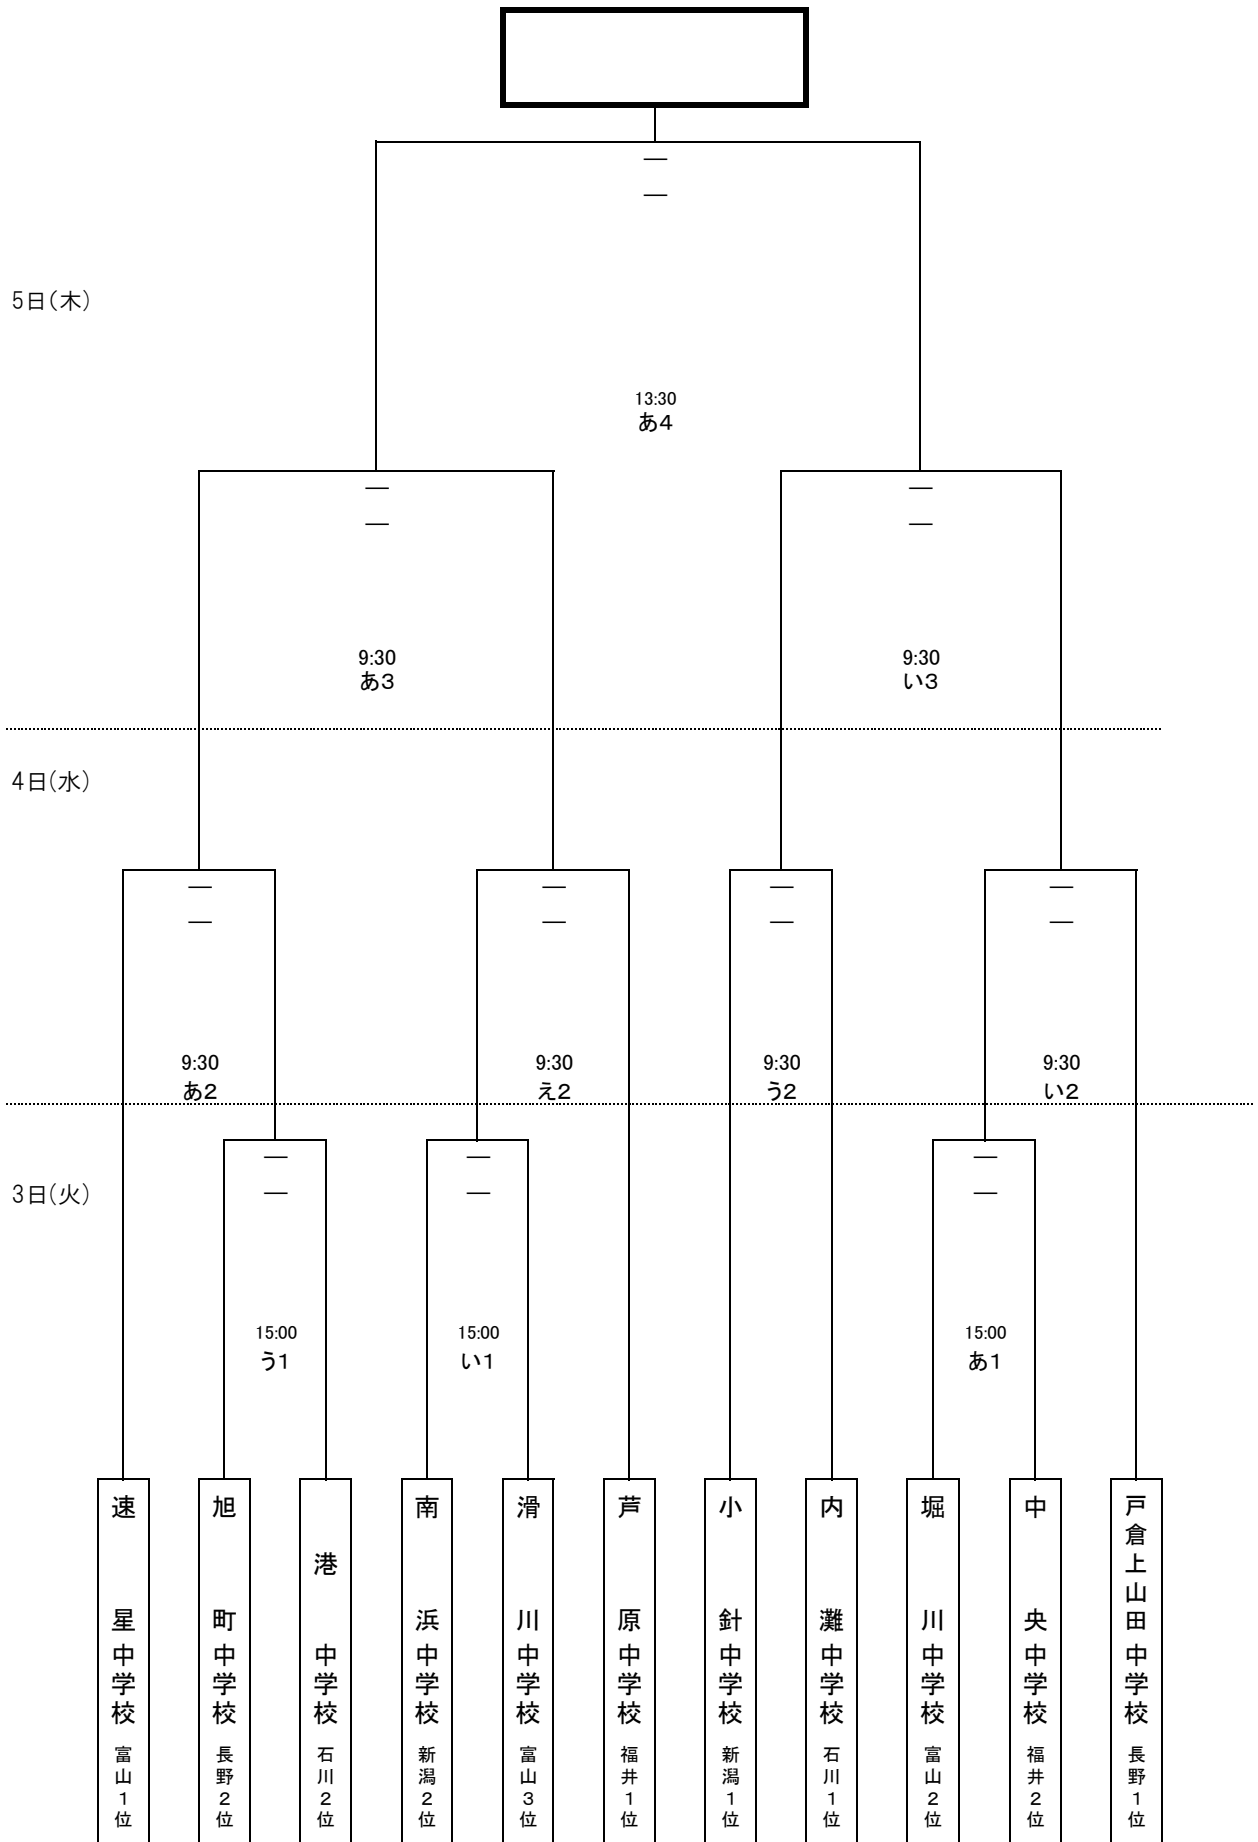 —
—
5日(木)
13:30
あ4
— —
— —
9:30 9:30
あ3 い3
4日(水)
— — — —
— — — —
9:30 9:30 9:30 9:30
あ2 え2 う2 い2
— — —
3日(火)
— — —
15:00 15:00 15:00
う1 い1 あ1
速星中学校 富山1位
旭町中学校 長野2位
港中学校 石川2位
南浜中学校 新潟2位
滑川中学校 富山3位
芦原中学校 福井1位
小針中学校 新潟1位
内灘中学校 石川1位
堀川中学校 富山2位
中央中学校 福井2位
戸倉上山田中学校 長野1位